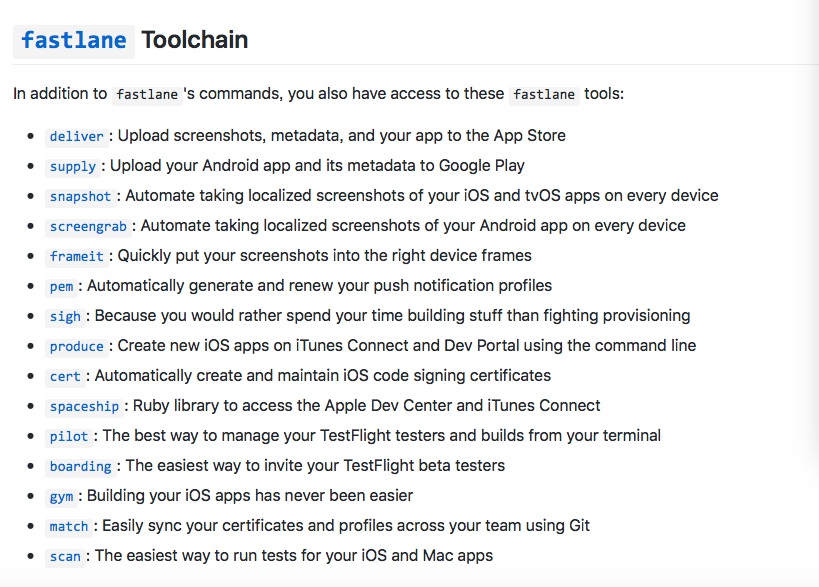 fastlane Toolchain
In addition to fastlane 's commands, you also have access to these fastlane tools:
• deliver : Upload screenshots, metadata, and your app to the App Store
• supply : Upload your Android app and its metadata to Google Play
• snapshot : Automate taking localized screenshots of your iOS and tvOS apps on every device
• screengrab : Automate taking localized screenshots of your Android app on every device
• frameit : Quickly put your screenshots into the right device frames
• pem : Automatically generate and renew your push notification profiles
• sigh : Because you would rather spend your time building stuff than fighting provisioning
• produce : Create new iOS apps on iTunes Connect and Dev Portal using the command line
• cert : Automatically create and maintain iOS code signing certificates
• spaceship : Ruby library to access the Apple Dev Center and iTunes Connect
• pilot : The best way to manage your TestFlight testers and builds from your terminal
• boarding : The easiest way to invite your TestFlight beta testers
• gym : Building your iOS apps has never been easier
• match : Easily sync your certificates and profiles across your team using Git
• scan : The easiest way to run tests for your iOS and Mac apps